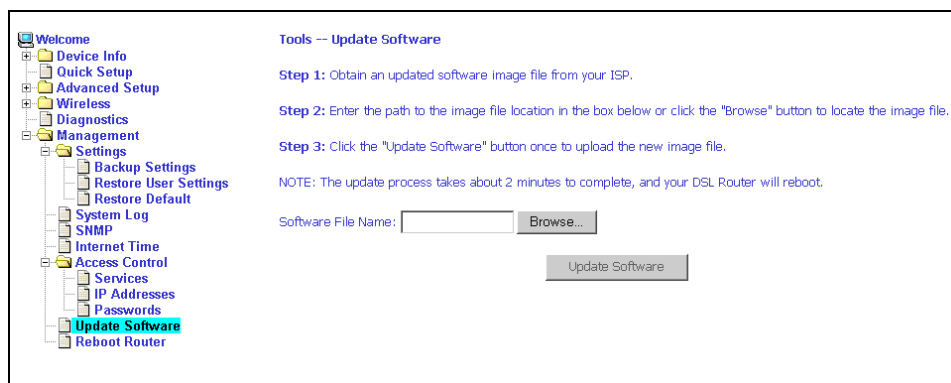 Welcome
Device Info
Quick Setup
Advanced Setup
Wireless
Diagnostics
Management
Settings
Backup Settings
Restore User Settings
Restore Default
System Log
SNMP
Internet Time
Access Control
Services
IP Addresses
Passwords
Update Software
Reboot Router
Tools -- Update Software
Step 1: Obtain an updated software image file from your ISP.
Step 2: Enter the path to the image file location in the box below or click the "Browse" button to locate the image file.
Step 3: Click the "Update Software" button once to upload the new image file.
NOTE: The update process takes about 2 minutes to complete, and your DSL Router will reboot.
Software File Name: Browse...
Update Software